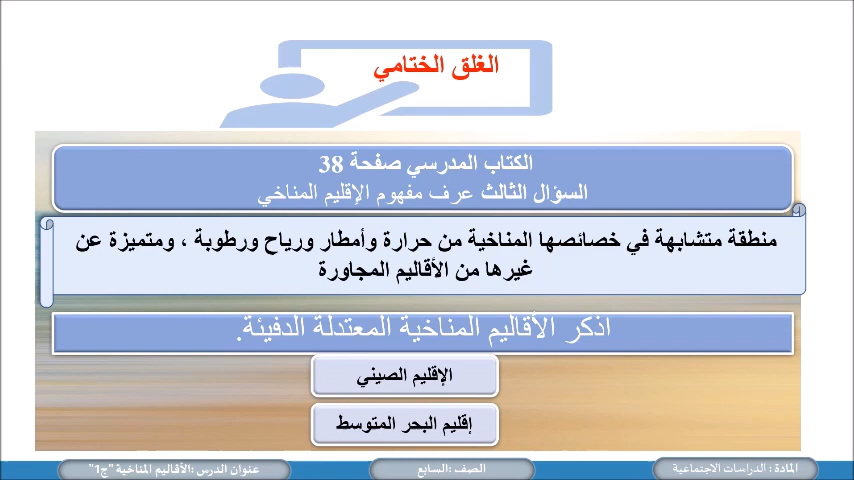 الغلق الختامي
الكتاب المدرسي صفحة 38
السؤال الثالث عرف مفهوم الإقليم المناخي
منطقة متشابهة في خصائصها المناخية من حرارة وأمطار ورياح ورطوبة ، ومتميزة عن
غيرها من الأقاليم المجاورة
اذكر الأقاليم المناخية المعتدلة الدفيئة.
الإقليم الصيني
إقليم البحر المتوسط
المادة : الدراسات الاجتماعية
الصف :السابع
عنوان الدرس :الأقاليم المناخية "ج1"